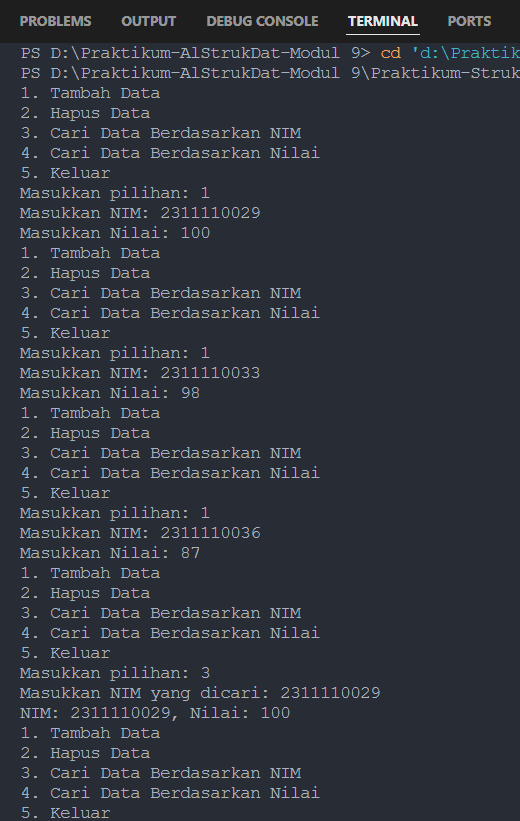 PROBLEMS OUTPUT DEBUG CONSOLE TERMINAL PORTS
PS D:\Praktikum-AlStrukDat-Modul 9> cd 'd:\Praktik
PS D:\Praktikum-AlStrukDat-Modul 9\Praktikum-Struk
1. Tambah Data
2. Hapus Data
3. Cari Data Berdasarkan NIM
4. Cari Data Berdasarkan Nilai
5. Keluar
Masukkan pilihan: 1
Masukkan NIM: 2311110029
Masukkan Nilai: 100
1. Tambah Data
2. Hapus Data
3. Cari Data Berdasarkan NIM
4. Cari Data Berdasarkan Nilai
5. Keluar
Masukkan pilihan: 1
Masukkan NIM: 2311110033
Masukkan Nilai: 98
1. Tambah Data
2. Hapus Data
3. Cari Data Berdasarkan NIM
4. Cari Data Berdasarkan Nilai
5. Keluar
Masukkan pilihan: 1
Masukkan NIM: 2311110036
Masukkan Nilai: 87
1. Tambah Data
2. Hapus Data
3. Cari Data Berdasarkan NIM
4. Cari Data Berdasarkan Nilai
5. Keluar
Masukkan pilihan: 3
Masukkan NIM yang dicari: 2311110029
NIM: 2311110029, Nilai: 100
1. Tambah Data
2. Hapus Data
3. Cari Data Berdasarkan NIM
4. Cari Data Berdasarkan Nilai
5. Keluar